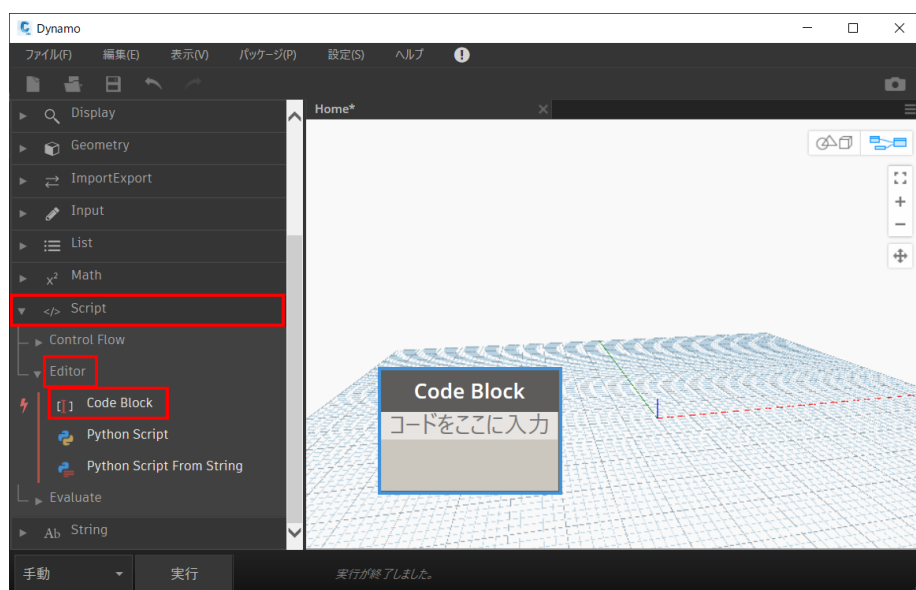 Dynamo
ファイル(F) 編集(E) 表示(V) パッケージ(P) 設定(S) ヘルプ
Home*
Display
Geometry
ImportExport
Input
List
x² Math
</> Script
Control Flow
Editor
[I] Code Block
Python Script
Python Script From String
Evaluate
Ab String
Code Block
コードをここに入力
手動 実行 実行が終了しました。